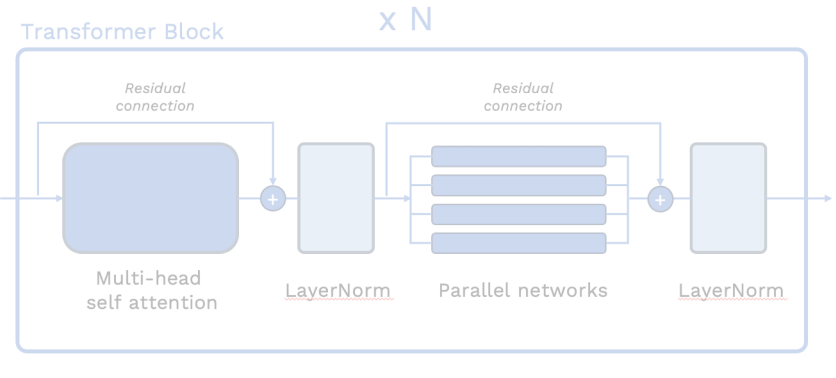 x N
Transformer Block
Residual
connection
Residual
connection
+
+
Multi-head
self attention
LayerNorm
Parallel networks
LayerNorm